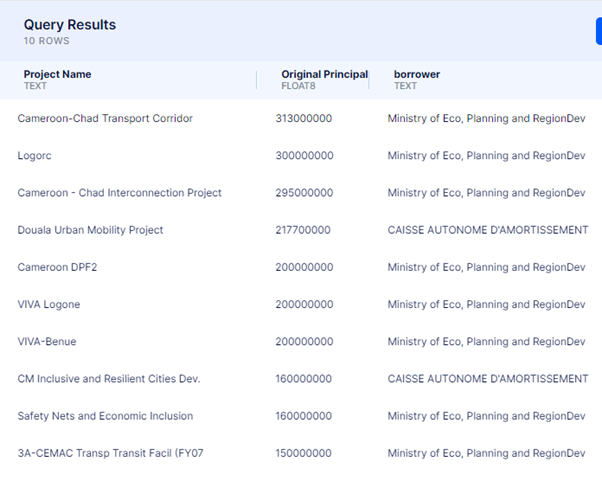 Query Results
10 ROWS
Project Name Original Principal borrower
TEXT FLOAT8 TEXT
Cameroon-Chad Transport Corridor 313000000 Ministry of Eco, Planning and RegionDev
Logorc 300000000 Ministry of Eco, Planning and RegionDev
Cameroon - Chad Interconnection Project 295000000 Ministry of Eco, Planning and RegionDev
Douala Urban Mobility Project 217700000 CAISSE AUTONOME D'AMORTISSEMENT
Cameroon DPF2 200000000 Ministry of Eco, Planning and RegionDev
VIVA Logone 200000000 Ministry of Eco, Planning and RegionDev
VIVA-Benue 200000000 Ministry of Eco, Planning and RegionDev
CM Inclusive and Resilient Cities Dev. 160000000 CAISSE AUTONOME D'AMORTISSEMENT
Safety Nets and Economic Inclusion 160000000 Ministry of Eco, Planning and RegionDev
3A-CEMAC Transp Transit Facil (FY07 150000000 Ministry of Eco, Planning and RegionDev